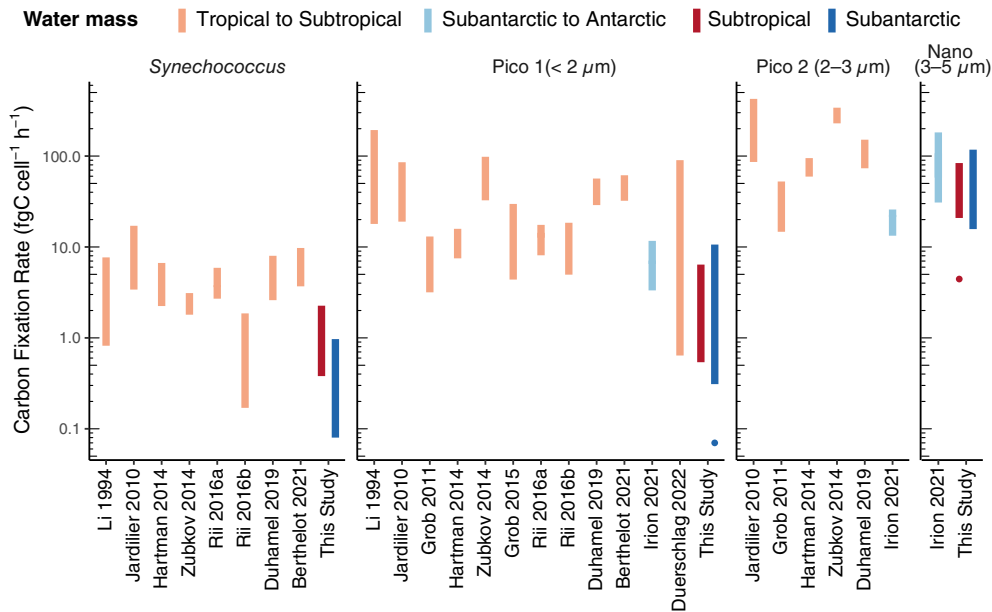 Water mass Tropical to Subtropical Subantarctic to Antarctic Subtropical Subantarctic
Synechococcus
Pico 1(< 2 μm)
Pico 2 (2–3 μm)
Nano
(3–5 μm)
Carbon Fixation Rate (fgC cell⁻¹ h⁻¹)
100.0
10.0
1.0
0.1
Li 1994
Jardilier 2010
Hartman 2014
Zubkov 2014
Rii 2016a
Rii 2016b
Duhamel 2019
Berthelot 2021
This Study
Li 1994
Jardilier 2010
Grob 2011
Hartman 2014
Zubkov 2014
Grob 2015
Rii 2016a
Rii 2016b
Duhamel 2019
Berthelot 2021
Irion 2021
Duerschlag 2022
This Study
Jardilier 2010
Grob 2011
Hartman 2014
Zubkov 2014
Duhamel 2019
Irion 2021
Irion 2021
This Study